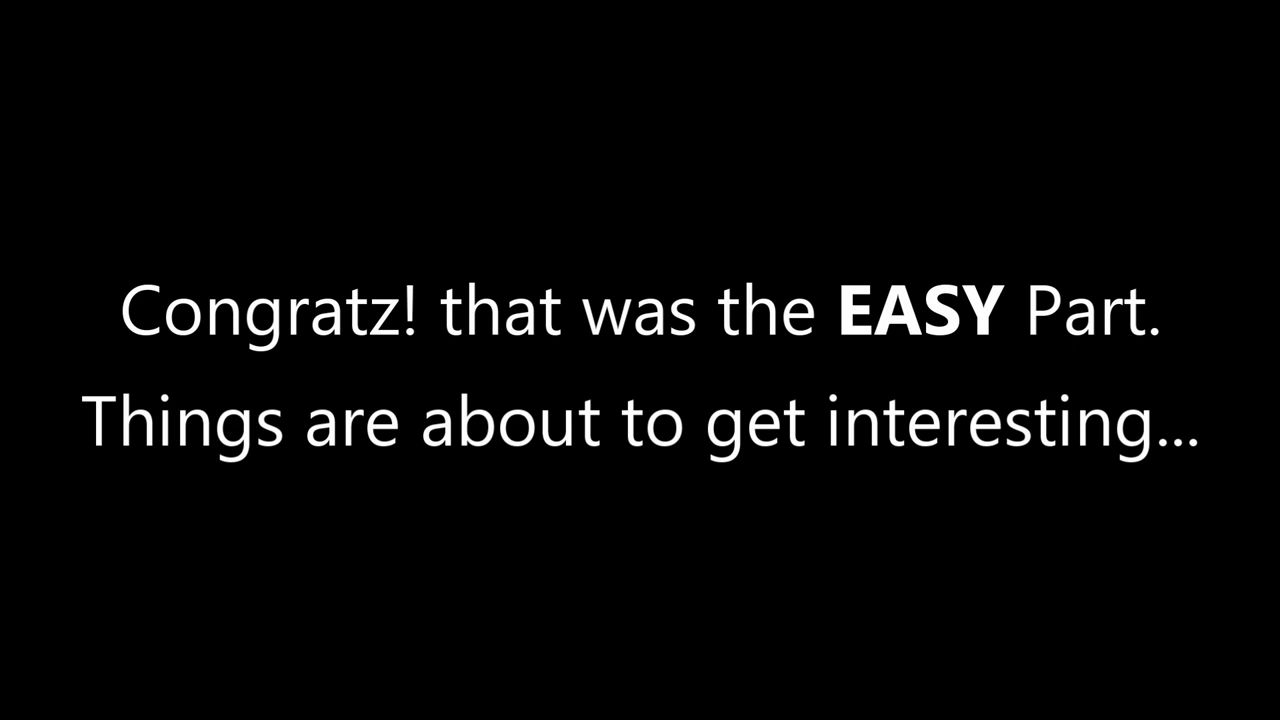 Congratz! that was the EASY Part.
Things are about to get interesting...